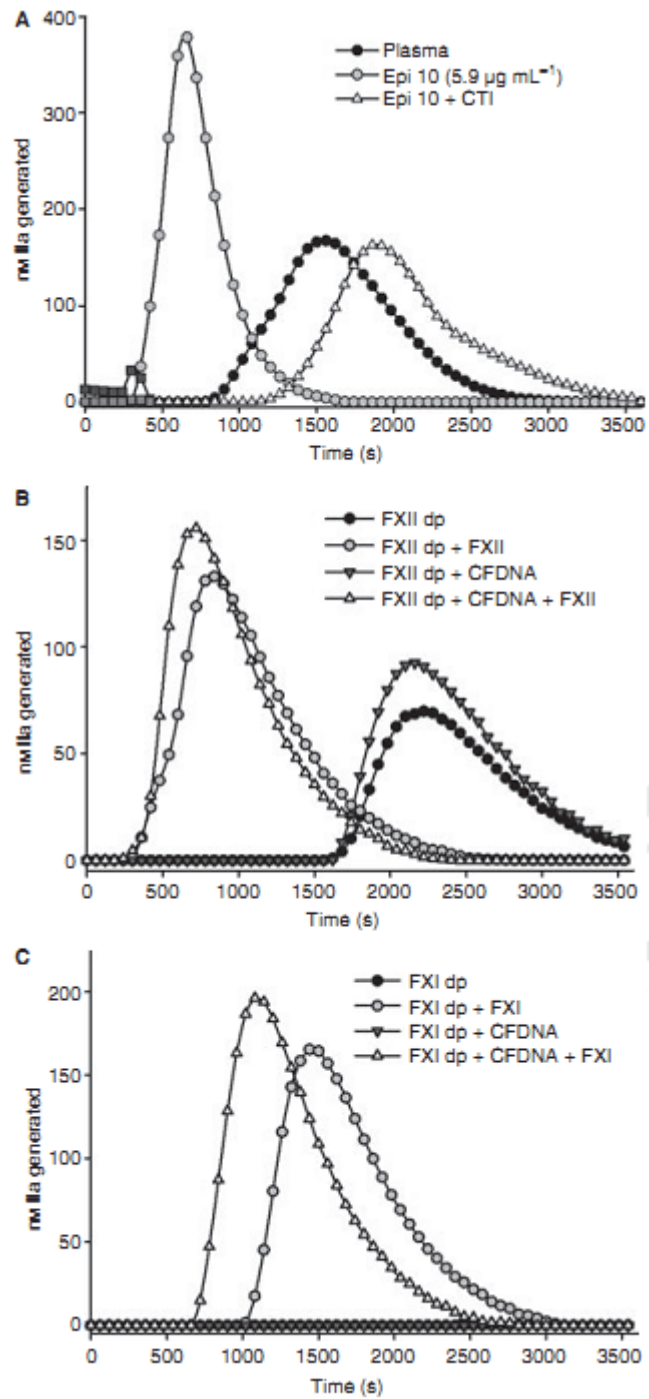 A
400
300
200
100
0
nM IIa generated
Plasma
Epi 10 (5.9 µg mL⁻¹)
Epi 10 + CTI
0 500 1000 1500 2000 2500 3000 3500
Time (s)
B
150
100
50
0
nM IIa generated
FXII dp
FXII dp + FXII
FXII dp + CFDNA
FXII dp + CFDNA + FXII
0 500 1000 1500 2000 2500 3000 3500
Time (s)
C
200
150
100
50
0
nM IIa generated
FXI dp
FXI dp + FXI
FXI dp + CFDNA
FXI dp + CFDNA + FXI
0 500 1000 1500 2000 2500 3000 3500
Time (s)